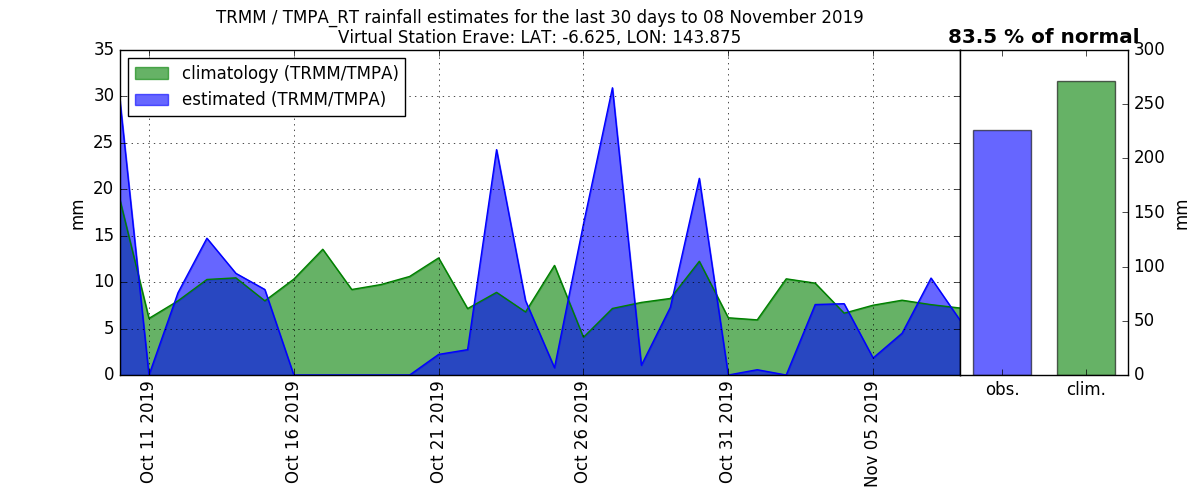 TRMM / TMPA_RT rainfall estimates for the last 30 days to 08 November 2019
Virtual Station Erave: LAT: -6.625, LON: 143.875
83.5 % of normal
climatology (TRMM/TMPA)
estimated (TRMM/TMPA)
35
30
25
20
15
10
5
0
mm
Oct 11 2019
Oct 16 2019
Oct 21 2019
Oct 26 2019
Oct 31 2019
Nov 05 2019
obs.
clim.
300
250
200
150
100
50
0
mm